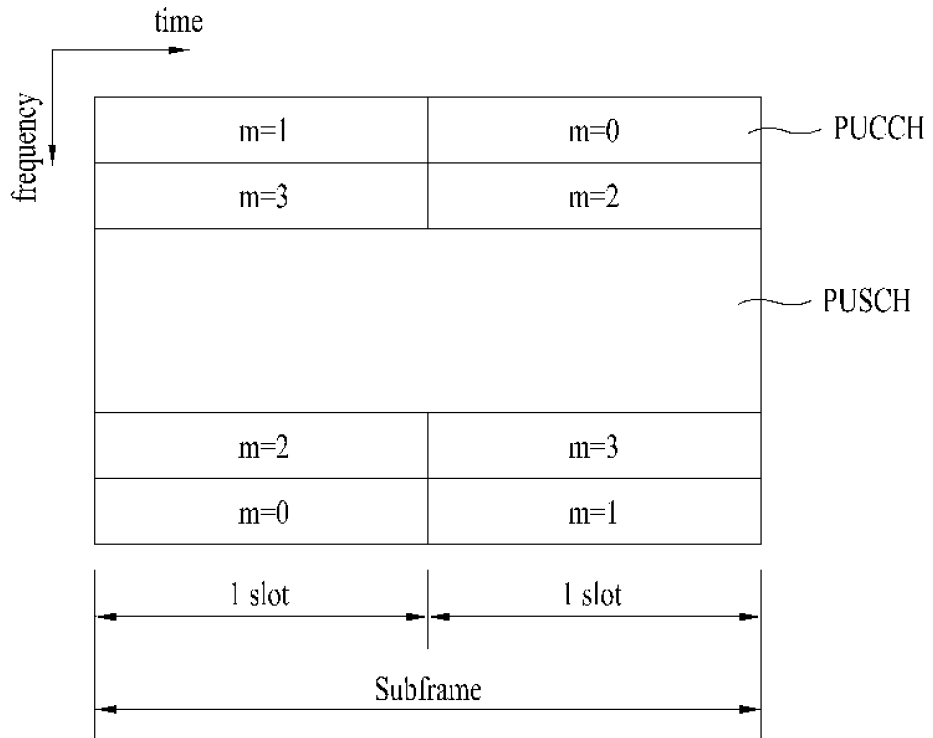 time
frequency
m=1
m=0
PUCCH
m=3
m=2
PUSCH
m=2
m=3
m=0
m=1
1 slot
1 slot
Subframe